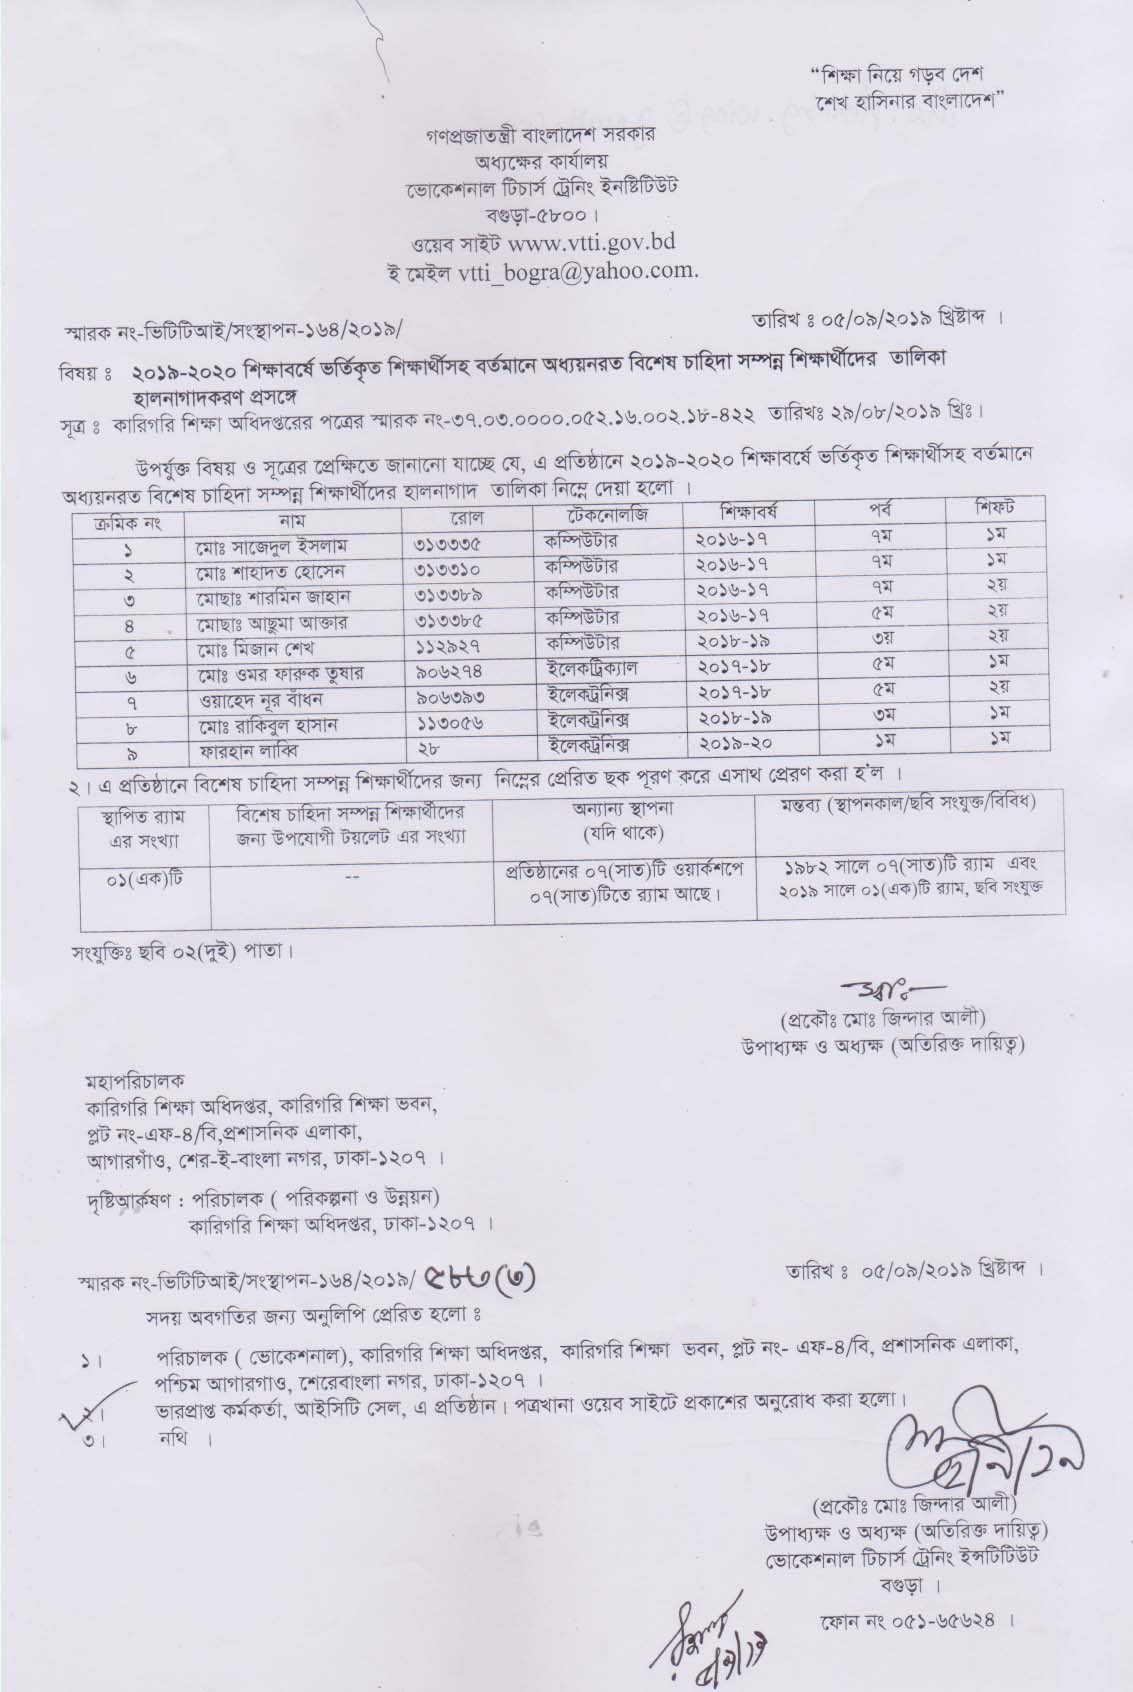 “শিক্ষা নিয়ে গড়ব দেশ
শেখ হাসিনার বাংলাদেশ”
গণপ্রজাতন্ত্রী বাংলাদেশ সরকার
অধ্যক্ষের কার্যালয়
ভোকেশনাল টিচার্স ট্রেনিং ইনষ্টিটিউট
বগুড়া-৫৮০০ ।
ওয়েব সাইট www.vtti.gov.bd
ই মেইল vtti_bogra@yahoo.com.
স্মারক নং-ভিটিটিআই/সংস্থাপন-১৬৪/২০১৯/ তারিখ ঃ ০৫/০৯/২০১৯ খ্রিষ্টাব্দ ।
বিষয় ঃ ২০১৯-২০২০ শিক্ষাবর্ষে ভর্তিকৃত শিক্ষার্থীসহ বর্তমানে অধ্যয়নরত বিশেষ চাহিদা সম্পন্ন শিক্ষার্থীদের তালিকা
হালনাগাদকরণ প্রসঙ্গে
সূত্র ঃ কারিগরি শিক্ষা অধিদপ্তরের পত্রের স্মারক নং-৩৭.০৩.০০০০.০৫২.১৬.০০২.১৮-৪২২ তারিখঃ ২৯/০৮/২০১৯ খ্রিঃ।
উপর্যুক্ত বিষয় ও সূত্রের প্রেক্ষিতে জানানো যাচ্ছে যে, এ প্রতিষ্ঠানে ২০১৯-২০২০ শিক্ষাবর্ষে ভর্তিকৃত শিক্ষার্থীসহ বর্তমানে
অধ্যয়নরত বিশেষ চাহিদা সম্পন্ন শিক্ষার্থীদের হালনাগাদ তালিকা নিম্নে দেয়া হলো ।
ক্রমিক নং নাম রোল টেকনোলজি শিক্ষাবর্ষ পর্ব শিফট
১ মোঃ সাজেদুল ইসলাম ৩১৩৩৩৫ কম্পিউটার ২০১৬-১৭ ৭ম ১ম
২ মোঃ শাহাদত হোসেন ৩১৩৩১০ কম্পিউটার ২০১৬-১৭ ৭ম ১ম
৩ মোছাঃ শারমিন জাহান ৩১৩৩৮৯ কম্পিউটার ২০১৬-১৭ ৭ম ২য়
৪ মোছাঃ আছুমা আক্তার ৩১৩৩৮৫ কম্পিউটার ২০১৬-১৭ ৫ম ২য়
৫ মোঃ মিজান শেখ ১১২৯২৭ কম্পিউটার ২০১৮-১৯ ৩য় ২য়
৬ মোঃ ওমর ফারুক তুষার ৯০৬২৭৪ ইলেকট্রিক্যাল ২০১৭-১৮ ৫ম ১ম
৭ ওয়াহেদ নূর বাঁধন ৯০৬৩৯৩ ইলেকট্রনিক্স ২০১৭-১৮ ৫ম ২য়
৮ মোঃ রাকিবুল হাসান ১১৩০৫৬ ইলেকট্রনিক্স ২০১৮-১৯ ৩ম ১ম
৯ ফারহান লাব্বি ২৮ ইলেকট্রনিক্স ২০১৯-২০ ১ম ১ম
২। এ প্রতিষ্ঠানে বিশেষ চাহিদা সম্পন্ন শিক্ষার্থীদের জন্য নিম্নের প্রেরিত ছক পূরণ করে এসাথ প্রেরণ করা হ'ল ।
স্থাপিত র‍্যাম বিশেষ চাহিদা সম্পন্ন শিক্ষার্থীদের অন্যান্য স্থাপনা মন্তব্য (স্থাপনকাল/ছবি সংযুক্ত/বিবিধ)
এর সংখ্যা জন্য উপযোগী টয়লেট এর সংখ্যা (যদি থাকে)
০১(এক)টি -- প্রতিষ্ঠানের ০৭(সাত)টি ওয়ার্কশপে ১৯৮২ সালে ০৭(সাত)টি র‍্যাম এবং
০৭(সাত)টিতে র‍্যাম আছে। ২০১৯ সালে ০১(এক)টি র‍্যাম, ছবি সংযুক্ত
সংযুক্তিঃ ছবি ০২(দুই) পাতা।
(প্রকৌঃ মোঃ জিন্দার আলী)
উপাধ্যক্ষ ও অধ্যক্ষ (অতিরিক্ত দায়িত্ব)
মহাপরিচালক
কারিগরি শিক্ষা অধিদপ্তর, কারিগরি শিক্ষা ভবন,
প্লট নং-এফ-৪/বি,প্রশাসনিক এলাকা,
আগারগাঁও, শের-ই-বাংলা নগর, ঢাকা-১২০৭ ।
দৃষ্টিআর্কষণ : পরিচালক ( পরিকল্পনা ও উন্নয়ন)
কারিগরি শিক্ষা অধিদপ্তর, ঢাকা-১২০৭ ।
স্মারক নং-ভিটিটিআই/সংস্থাপন-১৬৪/২০১৯/ ৫৮৩(৩) তারিখ ঃ ০৫/০৯/২০১৯ খ্রিষ্টাব্দ ।
সদয় অবগতির জন্য অনুলিপি প্রেরিত হলো ঃ
১। পরিচালক ( ভোকেশনাল), কারিগরি শিক্ষা অধিদপ্তর, কারিগরি শিক্ষা ভবন, প্লট নং- এফ-৪/বি, প্রশাসনিক এলাকা,
পশ্চিম আগারগাও, শেরেবাংলা নগর, ঢাকা-১২০৭ ।
২। ভারপ্রাপ্ত কর্মকর্তা, আইসিটি সেল, এ প্রতিষ্ঠান। পত্রখানা ওয়েব সাইটে প্রকাশের অনুরোধ করা হলো।
৩। নথি ।
(প্রকৌঃ মোঃ জিন্দার আলী)
উপাধ্যক্ষ ও অধ্যক্ষ (অতিরিক্ত দায়িত্ব)
ভোকেশনাল টিচার্স ট্রেনিং ইন্সটিটিউট
বগুড়া ।
ফোন নং ০৫১-৬৫৬২৪ ।